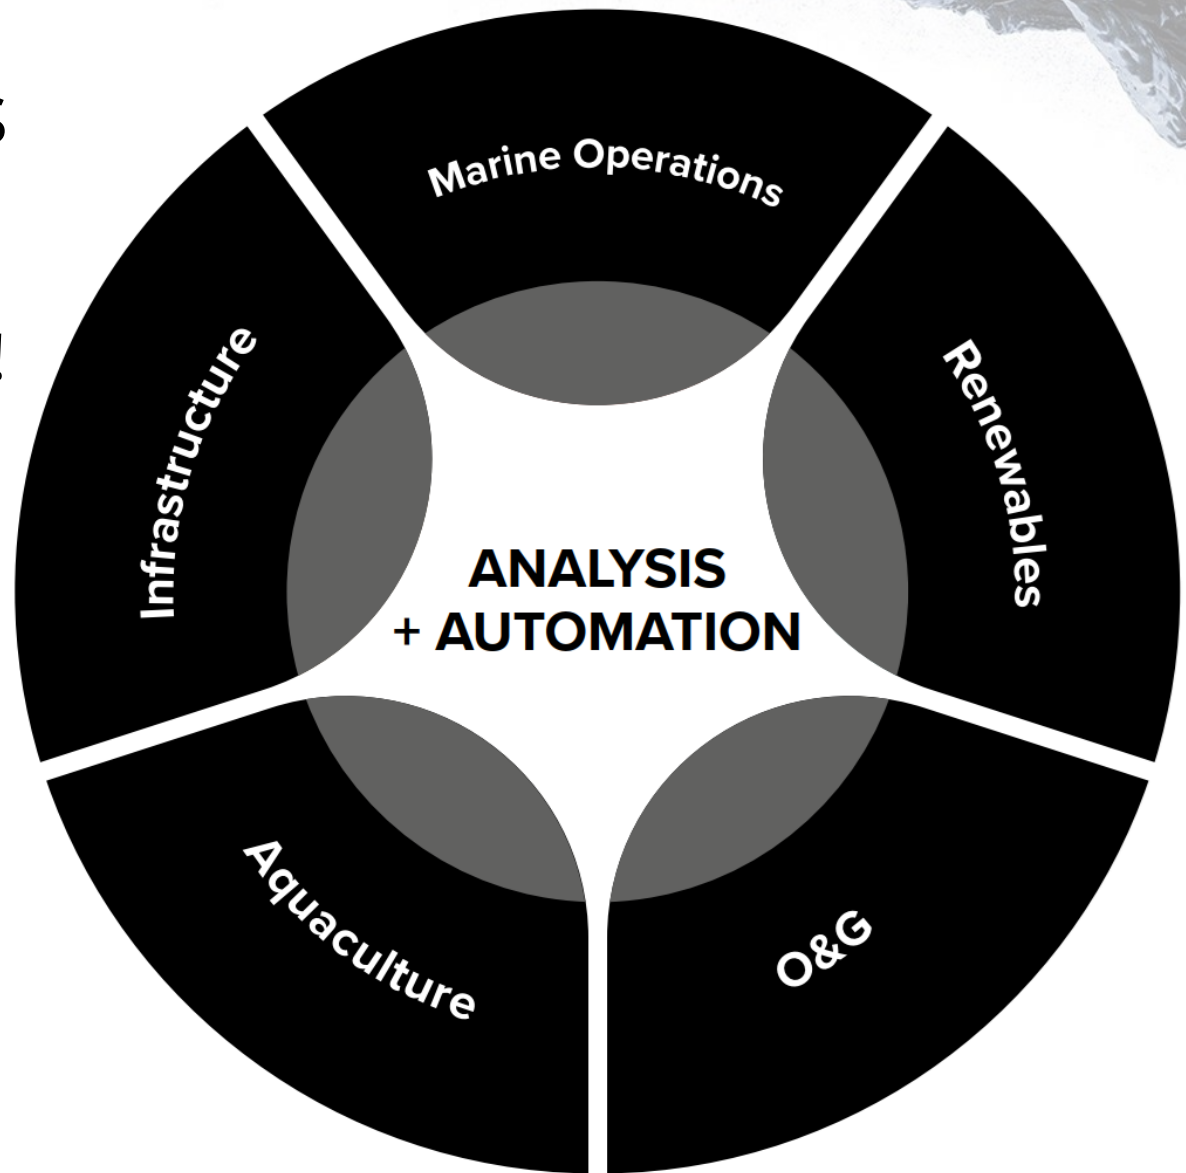 Marine Operations
Infrastructure
Renewables
ANALYSIS
+ AUTOMATION
Aquaculture
O&G